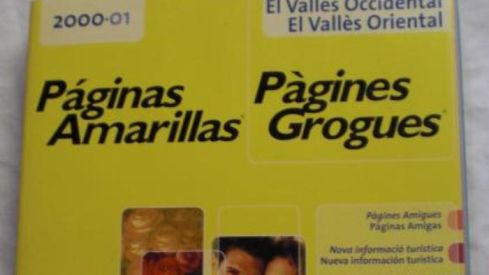 2000-01
El Vallès Occidental
El Vallès Oriental
Páginas
Amarillas
Pàgines
Grogues
Pàgines Amigues
Páginas Amigas
Nova informació turística
Nueva información turística